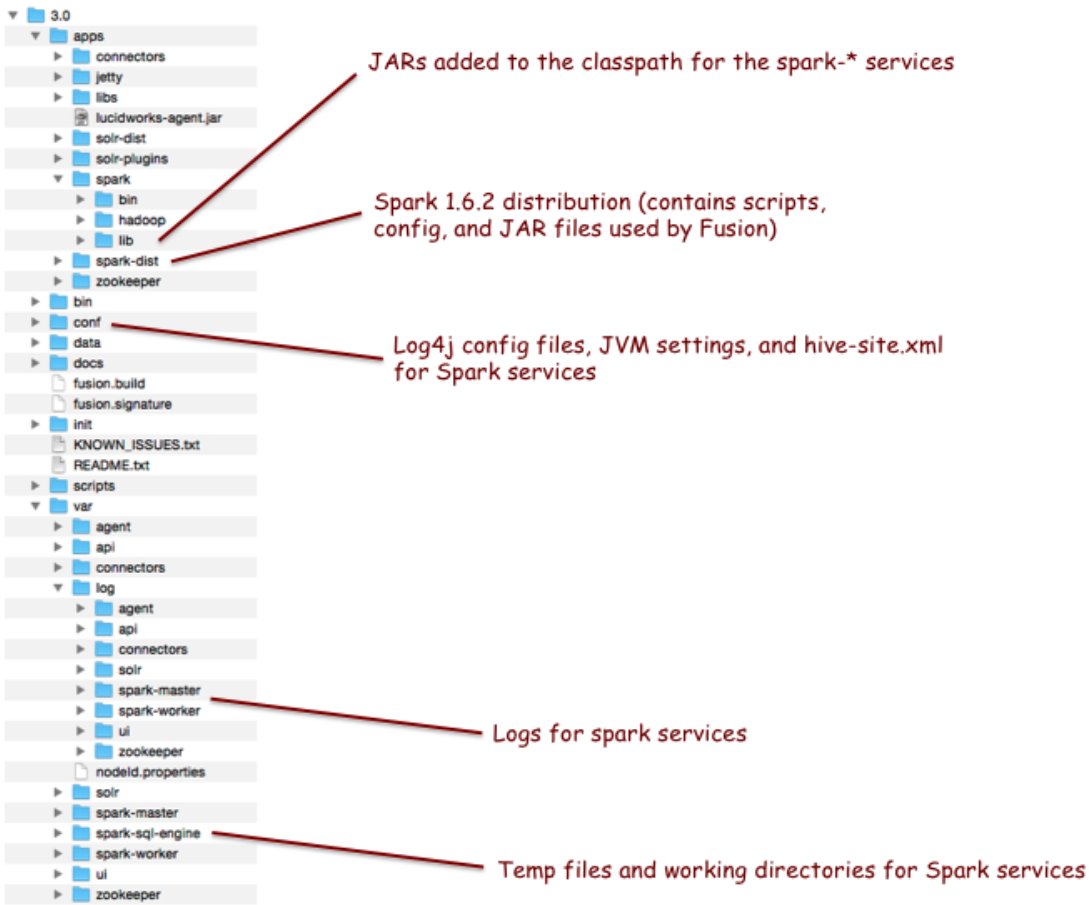 3.0
apps
connectors
jetty
libs
lucidworks-agent.jar
solr-dist
solr-plugins
spark
bin
hadoop
lib
spark-dist
zookeeper
bin
conf
data
docs
fusion.build
fusion.signature
init
KNOWN_ISSUES.txt
README.txt
scripts
var
agent
api
connectors
log
agent
api
connectors
solr
spark-master
spark-worker
ui
zookeeper
nodeId.properties
solr
spark-master
spark-sql-engine
spark-worker
ui
zookeeper
JARs added to the classpath for the spark-* services
Spark 1.6.2 distribution (contains scripts,
config, and JAR files used by Fusion)
Log4j config files, JVM settings, and hive-site.xml
for Spark services
Logs for spark services
Temp files and working directories for Spark services